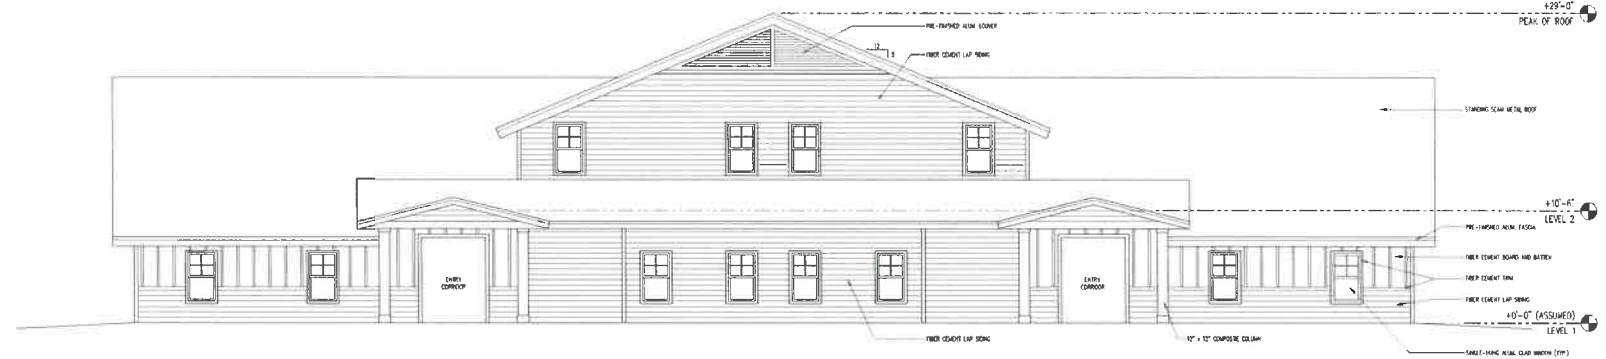 +29'-0"
PEAK OF ROOF
PRE-FINISHED ALUM. LOUVER
12
FIBER CEMENT LAP SIDING
STANDING SEAM METAL ROOF
+10'-6"
LEVEL 2
PRE-FINISHED ALUM. FASCIA
FIBER CEMENT BOARD AND BATTEN
ENTRY
CORRIDOR
ENTRY
CORRIDOR
FIBER CEMENT TRIM
FIBER CEMENT LAP SIDING
+0'-0" (ASSUMED)
LEVEL 1
FIBER CEMENT LAP SIDING
12" x 12" COMPOSITE COLUMN
SINGLE-HUNG ALUM. CLAD WINDOW (TYP.)